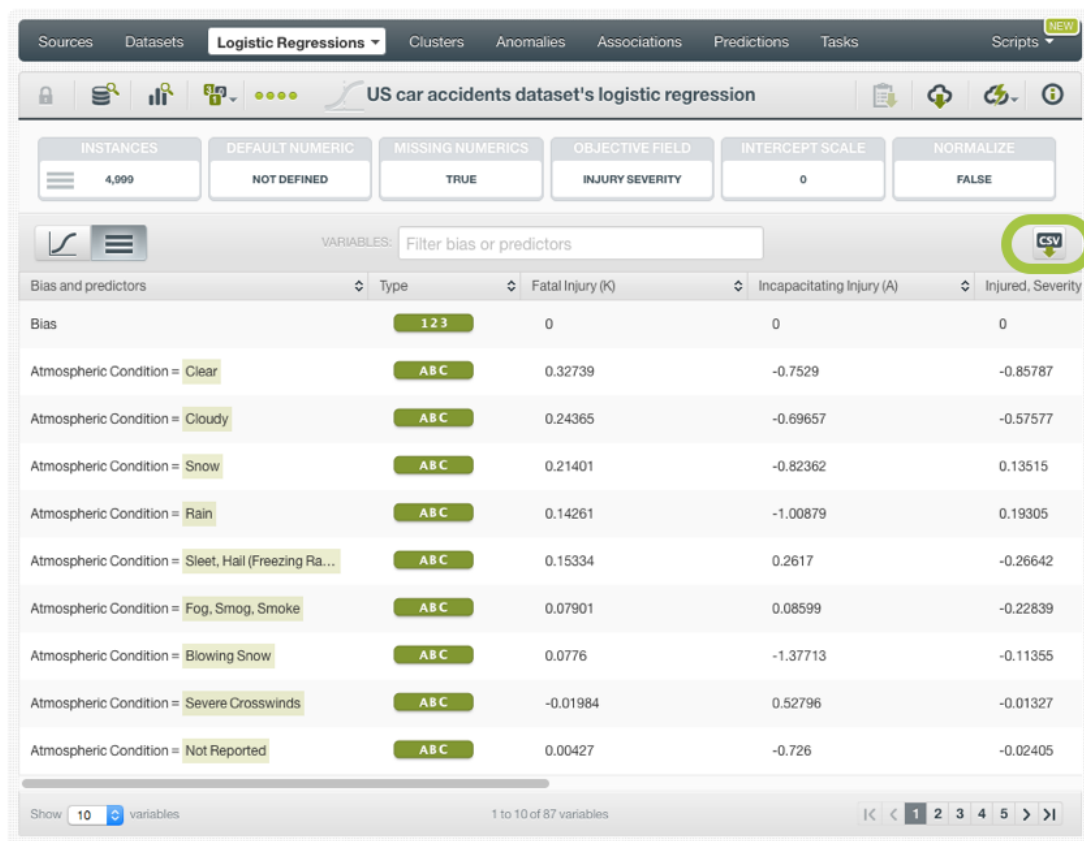 NEW
Sources Datasets Logistic Regressions Clusters Anomalies Associations Predictions Tasks Scripts
US car accidents dataset's logistic regression
INSTANCES DEFAULT NUMERIC MISSING NUMERICS OBJECTIVE FIELD INTERCEPT SCALE NORMALIZE
4,999 NOT DEFINED TRUE INJURY SEVERITY 0 FALSE
VARIABLES: Filter bias or predictors CSV
Bias and predictors Type Fatal Injury (K) Incapacitating Injury (A) Injured, Severity
Bias 123 0 0 0
Atmospheric Condition = Clear ABC 0.32739 -0.7529 -0.85787
Atmospheric Condition = Cloudy ABC 0.24365 -0.69657 -0.57577
Atmospheric Condition = Snow ABC 0.21401 -0.82362 0.13515
Atmospheric Condition = Rain ABC 0.14261 -1.00879 0.19305
Atmospheric Condition = Sleet, Hail (Freezing Ra... ABC 0.15334 0.2617 -0.26642
Atmospheric Condition = Fog, Smog, Smoke ABC 0.07901 0.08599 -0.22839
Atmospheric Condition = Blowing Snow ABC 0.0776 -1.37713 -0.11355
Atmospheric Condition = Severe Crosswinds ABC -0.01984 0.52796 -0.01327
Atmospheric Condition = Not Reported ABC 0.00427 -0.726 -0.02405
Show 10 variables 1 to 10 of 87 variables 1 2 3 4 5